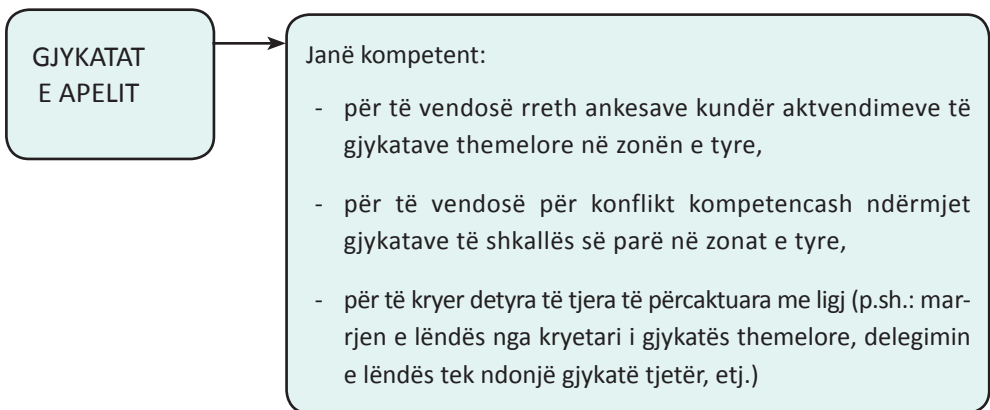 GJYKATAT
E APELIT
Janë kompetent:
- për të vendosë rreth ankesave kundër aktvendimeve të
gjykatave themelore në zonën e tyre,
- për të vendosë për konflikt kompetencash ndërmjet
gjykatave të shkallës së parë në zonat e tyre,
- për të kryer detyra të tjera të përcaktuara me ligj (p.sh.: mar-
rjen e lëndës nga kryetari i gjykatës themelore, delegimin
e lëndës tek ndonjë gjykatë tjetër, etj.)